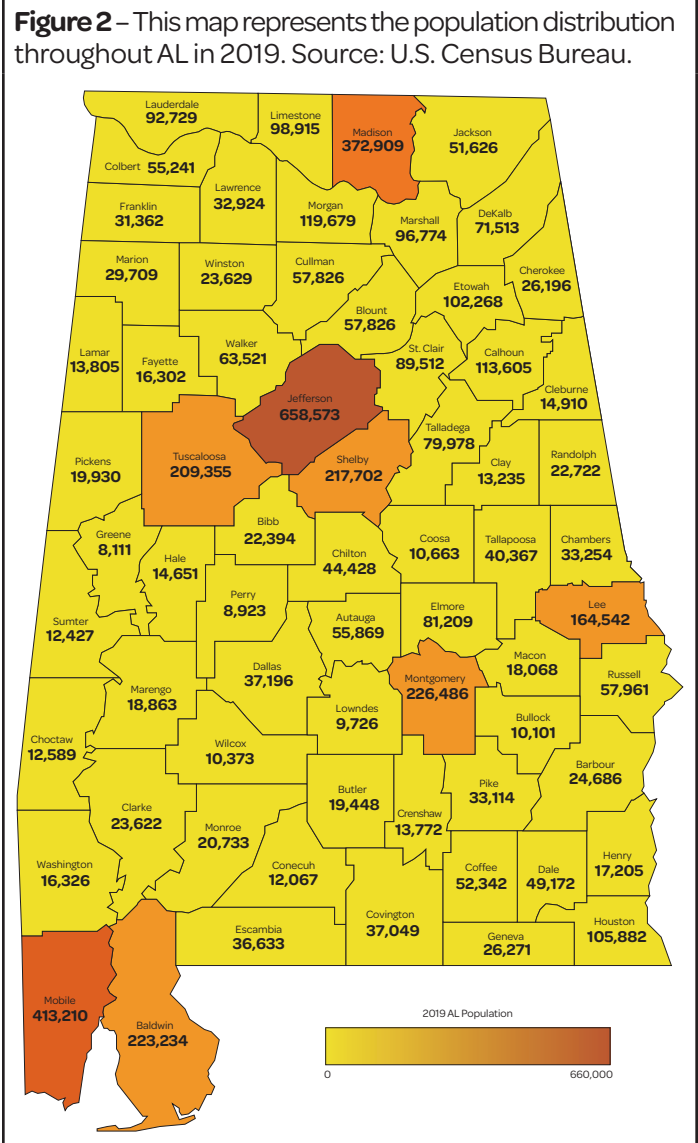 Figure 2 – This map represents the population distribution
throughout AL in 2019. Source: U.S. Census Bureau.
Lauderdale
92,729
Limestone
98,915
Madison
372,909
Jackson
51,626
Colbert 55,241
Lawrence
32,924
Franklin
31,362
Morgan
119,679
Marshall
96,774
DeKalb
71,513
Marion
29,709
Winston
23,629
Cullman
57,826
Cherokee
26,196
Etowah
102,268
Blount
57,826
Lamar
13,805
Fayette
16,302
Walker
63,521
St. Clair
89,512
Calhoun
113,605
Cleburne
14,910
Jefferson
658,573
Talladega
79,978
Pickens
19,930
Tuscaloosa
209,355
Shelby
217,702
Clay
13,235
Randolph
22,722
Greene
8,111
Hale
14,651
Bibb
22,394
Chilton
44,428
Coosa
10,663
Tallapoosa
40,367
Chambers
33,254
Perry
8,923
Sumter
12,427
Autauga
55,869
Elmore
81,209
Lee
164,542
Macon
18,068
Russell
57,961
Marengo
18,863
Dallas
37,196
Montgomery
226,486
Lowndes
9,726
Bullock
10,101
Choctaw
12,589
Wilcox
10,373
Barbour
24,686
Clarke
23,622
Butler
19,448
Pike
33,114
Crenshaw
13,772
Monroe
20,733
Washington
16,326
Conecuh
12,067
Coffee
52,342
Dale
49,172
Henry
17,205
Escambia
36,633
Covington
37,049
Geneva
26,271
Houston
105,882
Mobile
413,210
Baldwin
223,234
2019 AL Population
0 660,000